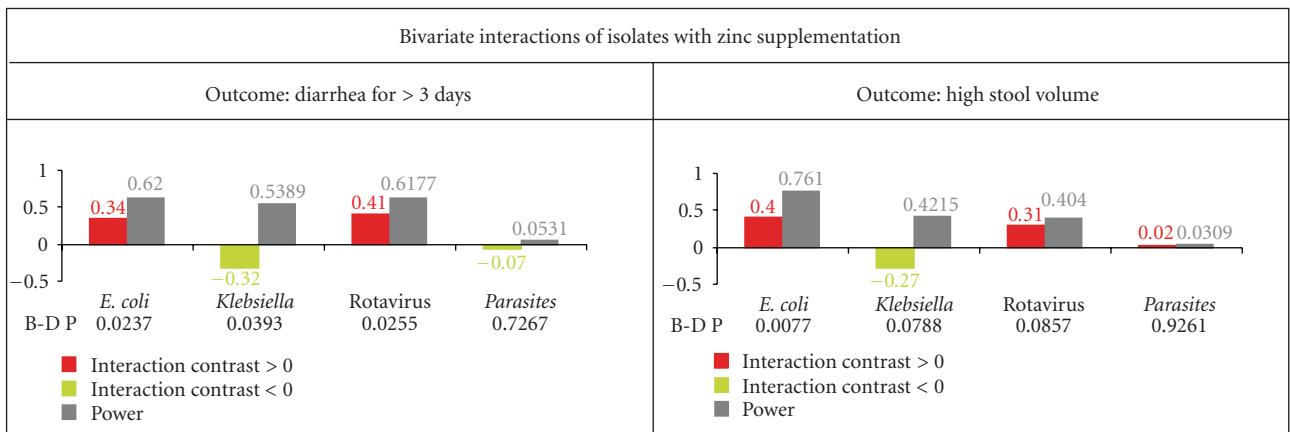 Bivariate interactions of isolates with zinc supplementation
Outcome: diarrhea for > 3 days
1
0.5
0
−0.5
0.34
0.62
−0.32
0.5389
0.41
0.6177
−0.07
0.0531
E. coli Klebsiella Rotavirus Parasites
B-D P 0.0237 0.0393 0.0255 0.7267
Interaction contrast > 0
Interaction contrast < 0
Power
Outcome: high stool volume
1
0.5
0
−0.5
0.4
0.761
−0.27
0.4215
0.31
0.404
0.02
0.0309
E. coli Klebsiella Rotavirus Parasites
B-D P 0.0077 0.0788 0.0857 0.9261
Interaction contrast > 0
Interaction contrast < 0
Power